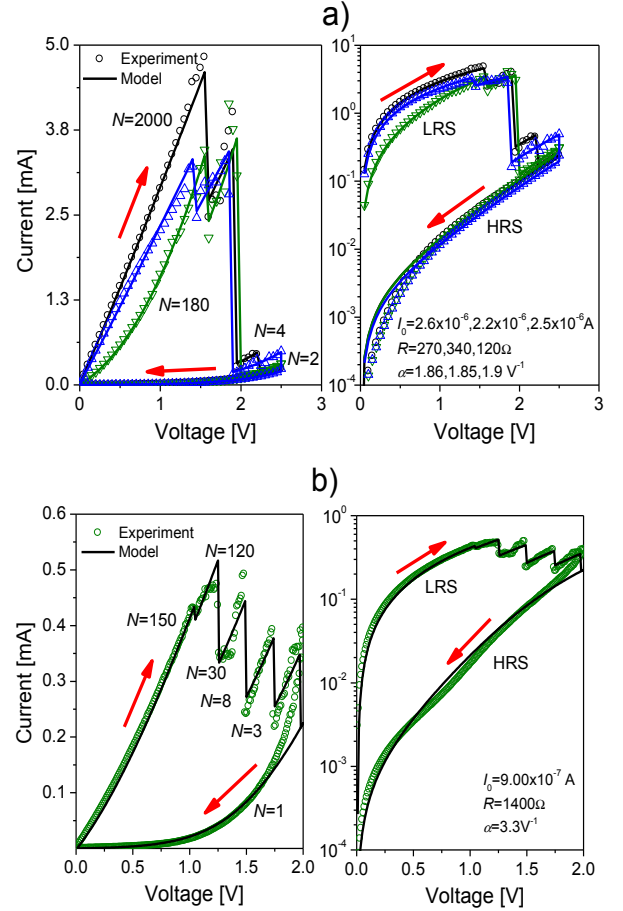 a)
Experiment
Model
N=2000
N=180
N=4
N=2
Current [mA]
5.0
3.8
2.5
1.3
0.0
0
1
2
3
Voltage [V]
10^1
10^0
10^-1
10^-2
10^-3
10^-4
LRS
HRS
I_0=2.6x10^-6,2.2x10^-6,2.5x10^-6A
R=270,340,120Ω
α=1.86,1.85,1.9 V^-1
0
1
2
3
Voltage [V]
b)
Experiment
Model
N=120
N=150
N=30
N=8
N=3
N=1
Current [mA]
0.6
0.5
0.4
0.3
0.2
0.1
0.0
0.5
1.0
1.5
2.0
Voltage [V]
10^0
10^-1
10^-2
10^-3
10^-4
LRS
HRS
I_0=9.00x10^-7 A
R=1400Ω
α=3.3V^-1
0.0
0.5
1.0
1.5
2.0
Voltage [V]